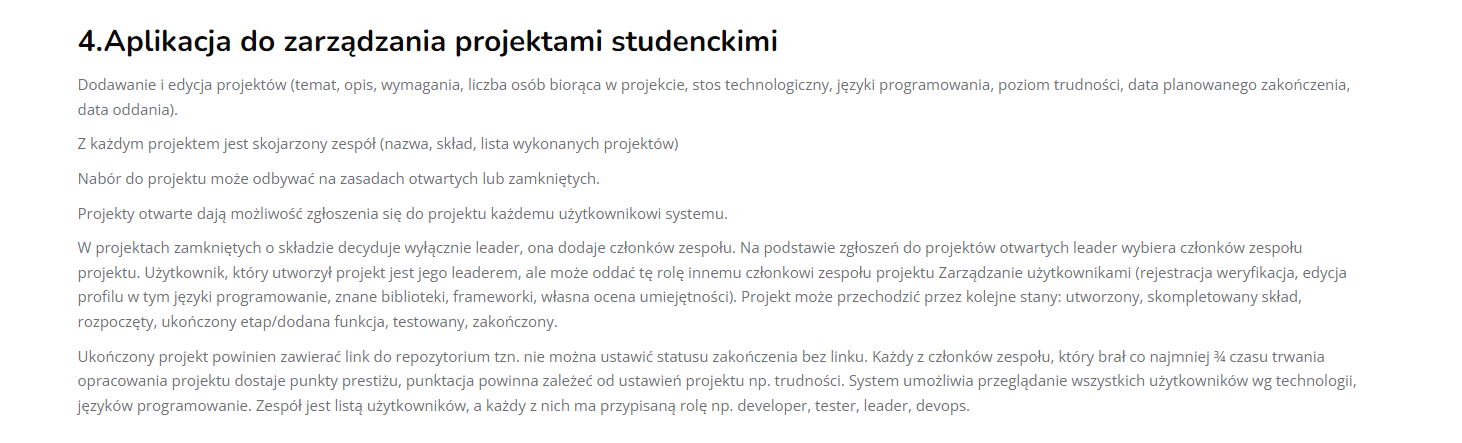 4.Aplikacja do zarządzania projektami studenckimi
Dodawanie i edycja projektów (temat, opis, wymagania, liczba osób biorąca w projekcie, stos technologiczny, języki programowania, poziom trudności, data planowanego zakończenia,
data oddania).
Z każdym projektem jest skojarzony zespół (nazwa, skład, lista wykonanych projektów)
Nabór do projektu może odbywać na zasadach otwartych lub zamkniętych.
Projekty otwarte dają możliwość zgłoszenia się do projektu każdemu użytkownikowi systemu.
W projektach zamkniętych o składzie decyduje wyłącznie leader, ona dodaje członków zespołu. Na podstawie zgłoszeń do projektów otwartych leader wybiera członków zespołu
projektu. Użytkownik, który utworzył projekt jest jego leaderem, ale może oddać tę rolę innemu członkowi zespołu projektu Zarządzanie użytkownikami (rejestracja weryfikacja, edycja
profilu w tym języki programowanie, znane biblioteki, frameworki, własna ocena umiejętności). Projekt może przechodzić przez kolejne stany: utworzony, skompletowany skład,
rozpoczęty, ukończony etap/dodana funkcja, testowany, zakończony.
Ukończony projekt powinien zawierać link do repozytorium tzn. nie można ustawić statusu zakończenia bez linku. Każdy z członków zespołu, który brał co najmniej ¾ czasu trwania
opracowania projektu dostaje punkty prestiżu, punktacja powinna zależeć od ustawień projektu np. trudności. System umożliwia przeglądanie wszystkich użytkowników wg technologii,
języków programowanie. Zespół jest listą użytkowników, a każdy z nich ma przypisaną rolę np. developer, tester, leader, devops.